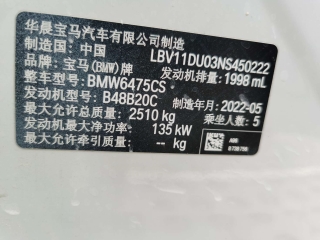 华晨宝马汽车有限公司制造
制造国：中国 LBV11DU03NS450222
品牌：宝马(BMW)牌 发动机排量：1998 mL
整车型号：BMW6475CS
发动机型号：B48B20C 制造年月：2022-05
最大允许总质量：2510 kg 乘坐人数：5
发动机最大净功率：135 kW
最大允许牵引质量：-- kg